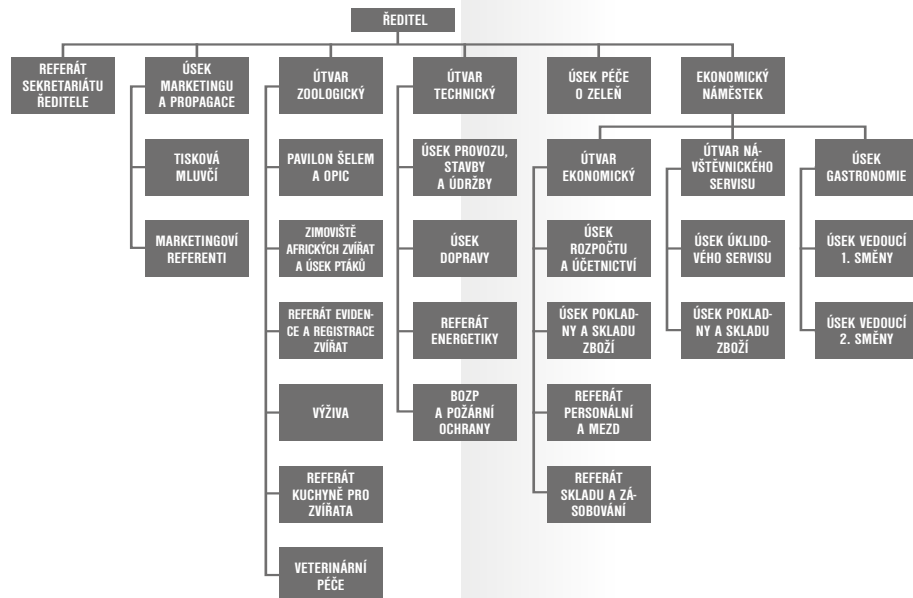 ŘEDITEL
REFERÁT
SEKRETARIÁTU
ŘEDITELE
ÚSEK
MARKETINGU
A PROPAGACE
ÚTVAR
ZOOLOGICKÝ
ÚTVAR
TECHNICKÝ
ÚSEK PÉČE
O ZELEŇ
EKONOMICKÝ
NÁMĚSTEK
TISKOVÁ
MLUVČÍ
PAVILON ŠELEM
A OPIC
ÚSEK PROVOZU,
STAVBY
A ÚDRŽBY
ÚTVAR
EKONOMICKÝ
ÚTVAR NÁ-
VŠTĚVNICKÉHO
SERVISU
ÚSEK
GASTRONOMIE
MARKETINGOVÍ
REFERENTI
ZIMOVIŠTĚ
AFRICKÝCH ZVÍŘAT
A ÚSEK PTÁKŮ
ÚSEK
DOPRAVY
ÚSEK
ROZPOČTU
A ÚČETNICTVÍ
ÚSEK ÚKLIDO-
VÉHO SERVISU
ÚSEK VEDOUCÍ
1. SMĚNY
REFERÁT EVIDEN-
CE A REGISTRACE
ZVÍŘAT
REFERÁT
ENERGETIKY
ÚSEK POKLAD-
NY A SKLADU
ZBOŽÍ
ÚSEK POKLAD-
NY A SKLADU
ZBOŽÍ
ÚSEK VEDOUCÍ
2. SMĚNY
VÝŽIVA
BOZP
A POŽÁRNÍ
OCHRANY
REFERÁT
PERSONÁLNÍ
A MEZD
REFERÁT
KUCHYNĚ PRO
ZVÍŘATA
REFERÁT
SKLADU A ZÁ-
SOBOVÁNÍ
VETERINÁRNÍ
PÉČE